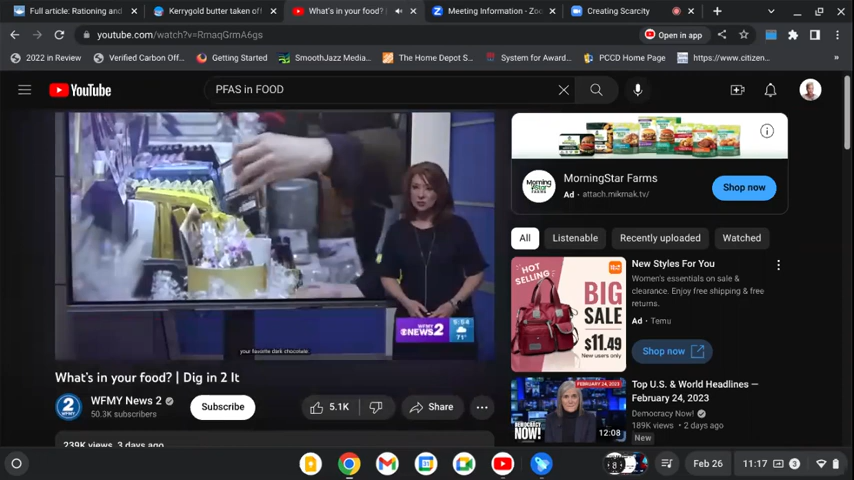 Full article: Rationing and
Kerrygold butter taken of
What's in your food? |
Meeting Information - Zoo
Creating Scarcity
youtube.com/watch?v=RmaqGrmA6gs
Open in app
2022 in Review
Verified Carbon Off...
Getting Started
SmoothJazz Media...
The Home Depot S...
System for Award...
PCCD Home Page
https://www.citizen...
YouTube
PFAS in FOOD
MorningStar Farms
Ad · attach.mikmak.tv/
Shop now
All
Listenable
Recently uploaded
Watched
HOT SELLING
BIG
SALE
$11.49
New users only
New Styles For You
Women's essentials on sale &
clearance. Enjoy free shipping & free
returns.
Ad · Temu
Shop now
WFMY NEWS 2
5:54
71°
your favorite dark chocolate.
What's in your food? | Dig in 2 It
WFMY News 2
50.3K subscribers
Subscribe
5.1K
Share
239K views 3 days ago
FEBRUARY 24, 2023
DEMOCRACY
NOW!
12:08
Top U.S. & World Headlines —
February 24, 2023
Democracy Now!
189K views · 2 days ago
New
Feb 26
11:17
3